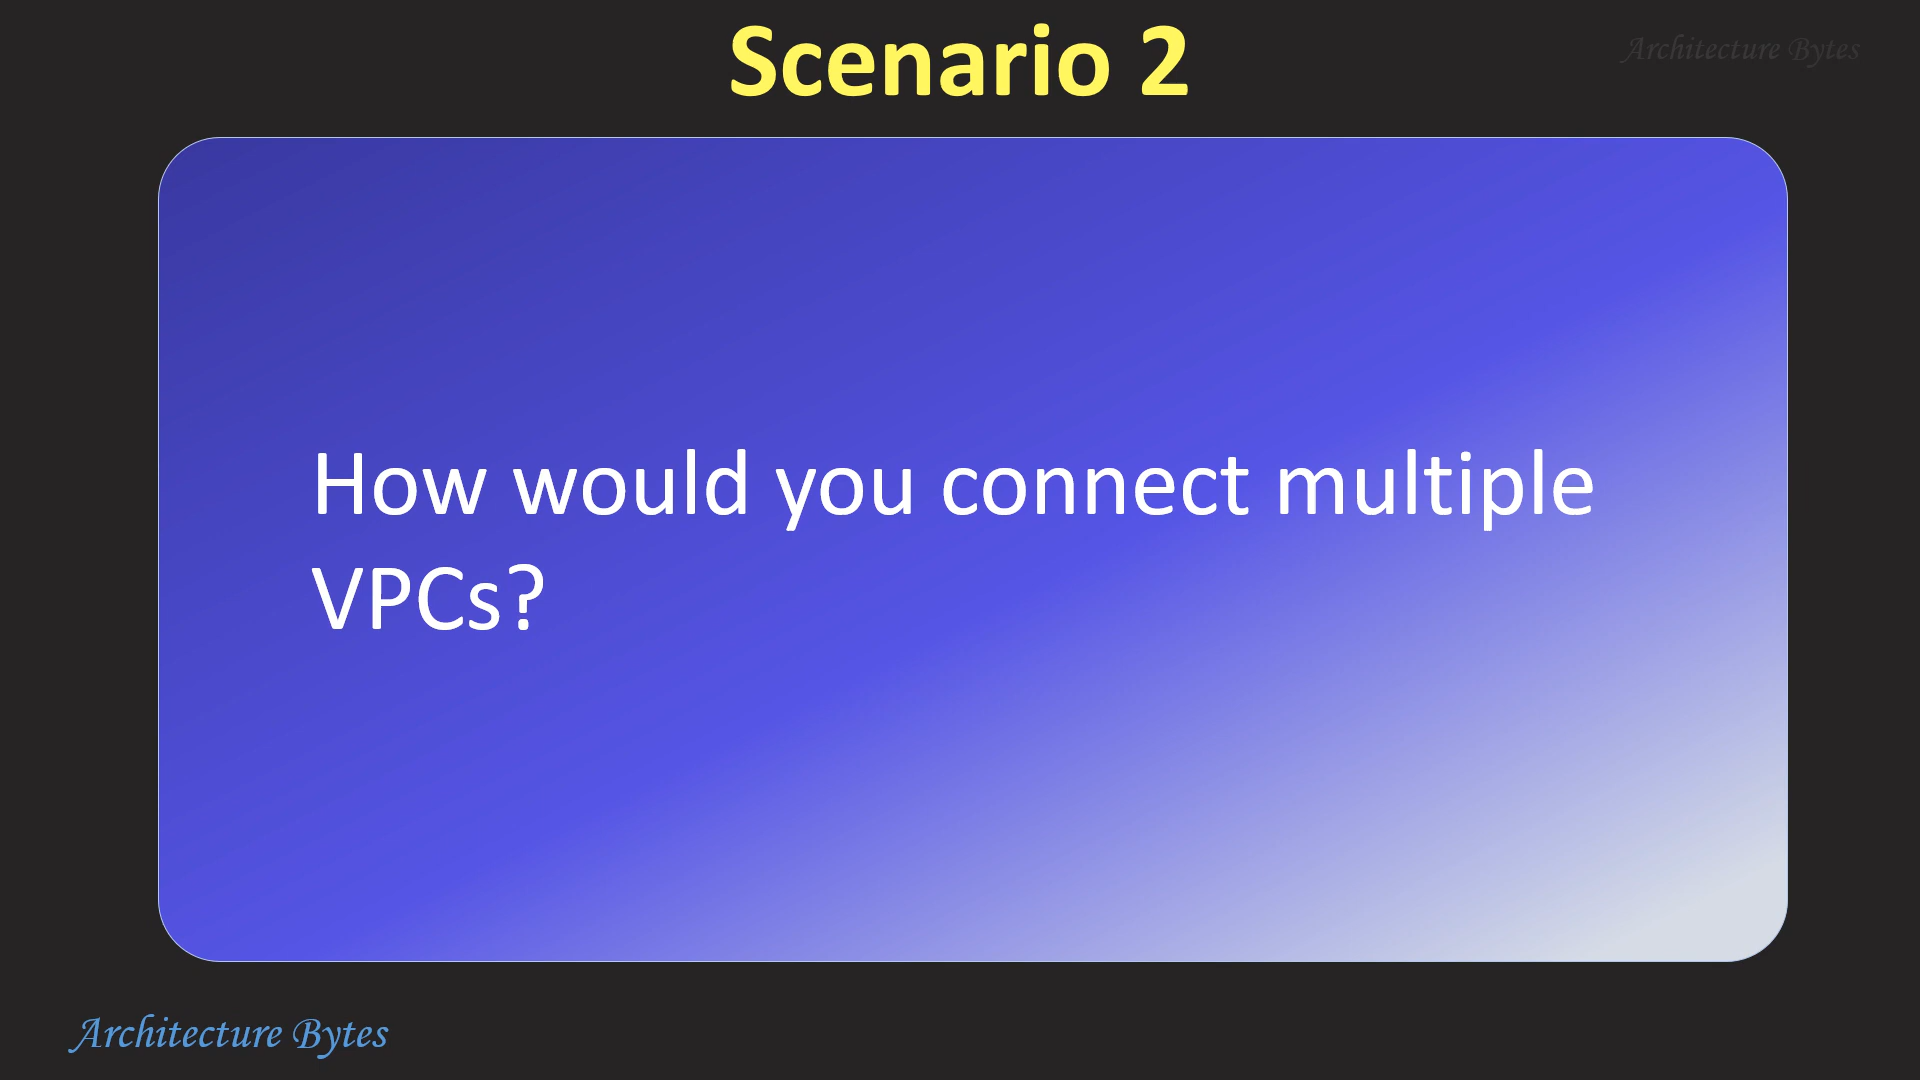 Scenario 2
Architecture Bytes
How would you connect multiple
VPCs?
Architecture Bytes